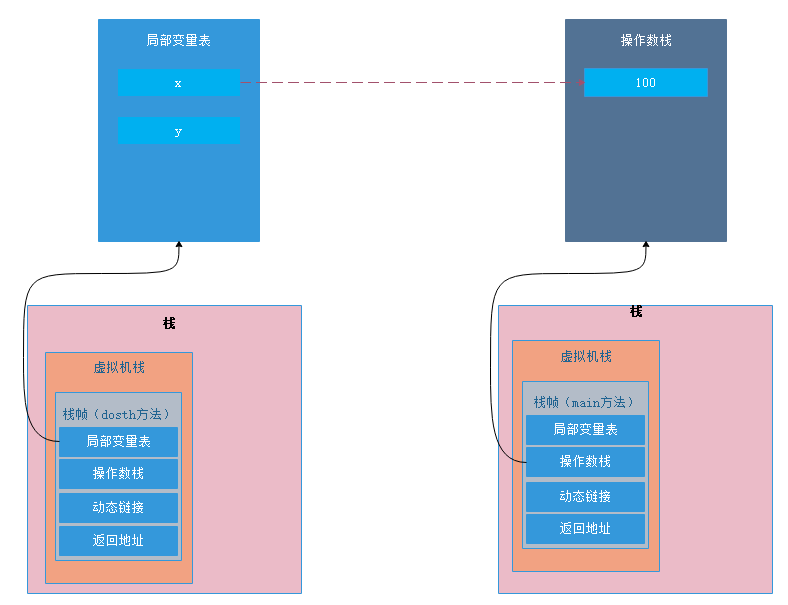 局部变量表
x
y
操作数栈
100
栈
虚拟机栈
栈帧（dosth方法）
局部变量表
操作数栈
动态链接
返回地址
栈
虚拟机栈
栈帧（main方法）
局部变量表
操作数栈
动态链接
返回地址